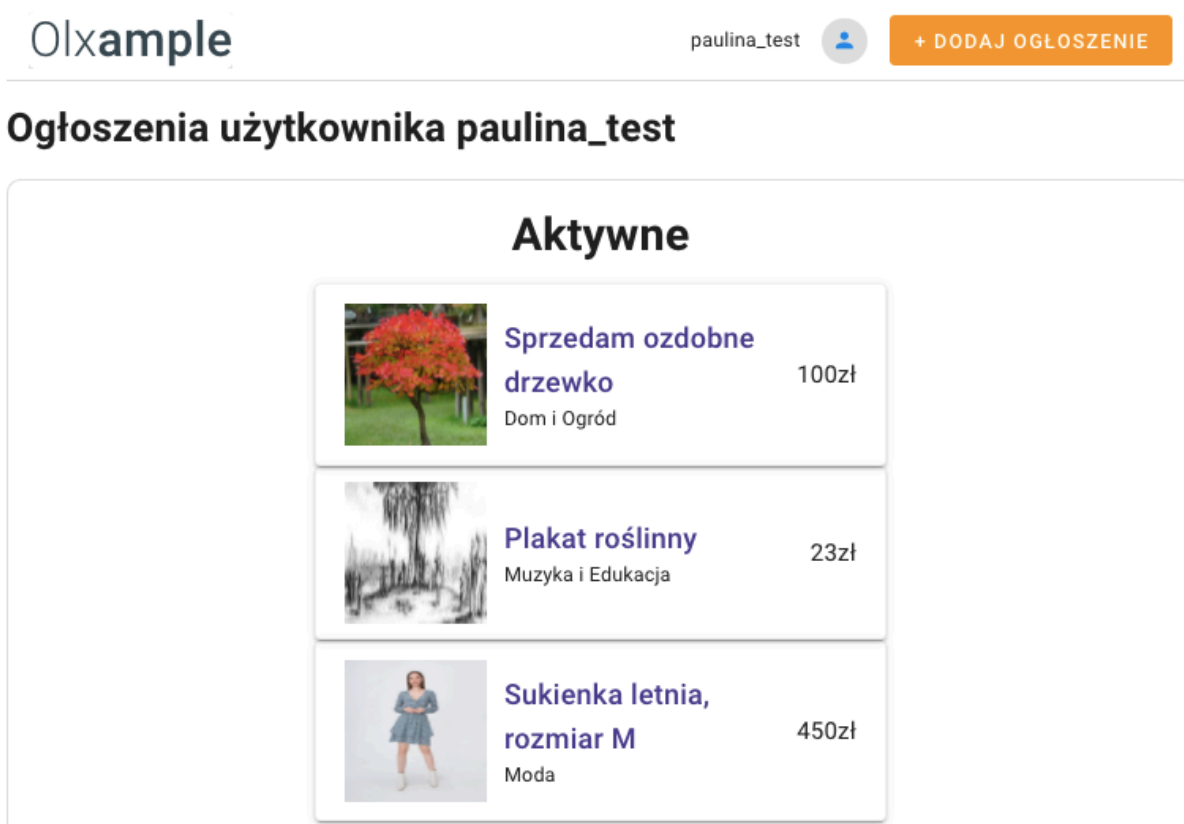 Olxample
paulina_test
+ DODAJ OGŁOSZENIE
Ogłoszenia użytkownika paulina_test
Aktywne
Sprzedam ozdobne
drzewko
100zł
Dom i Ogród
Plakat roślinny
23zł
Muzyka i Edukacja
Sukienka letnia,
rozmiar M
450zł
Moda